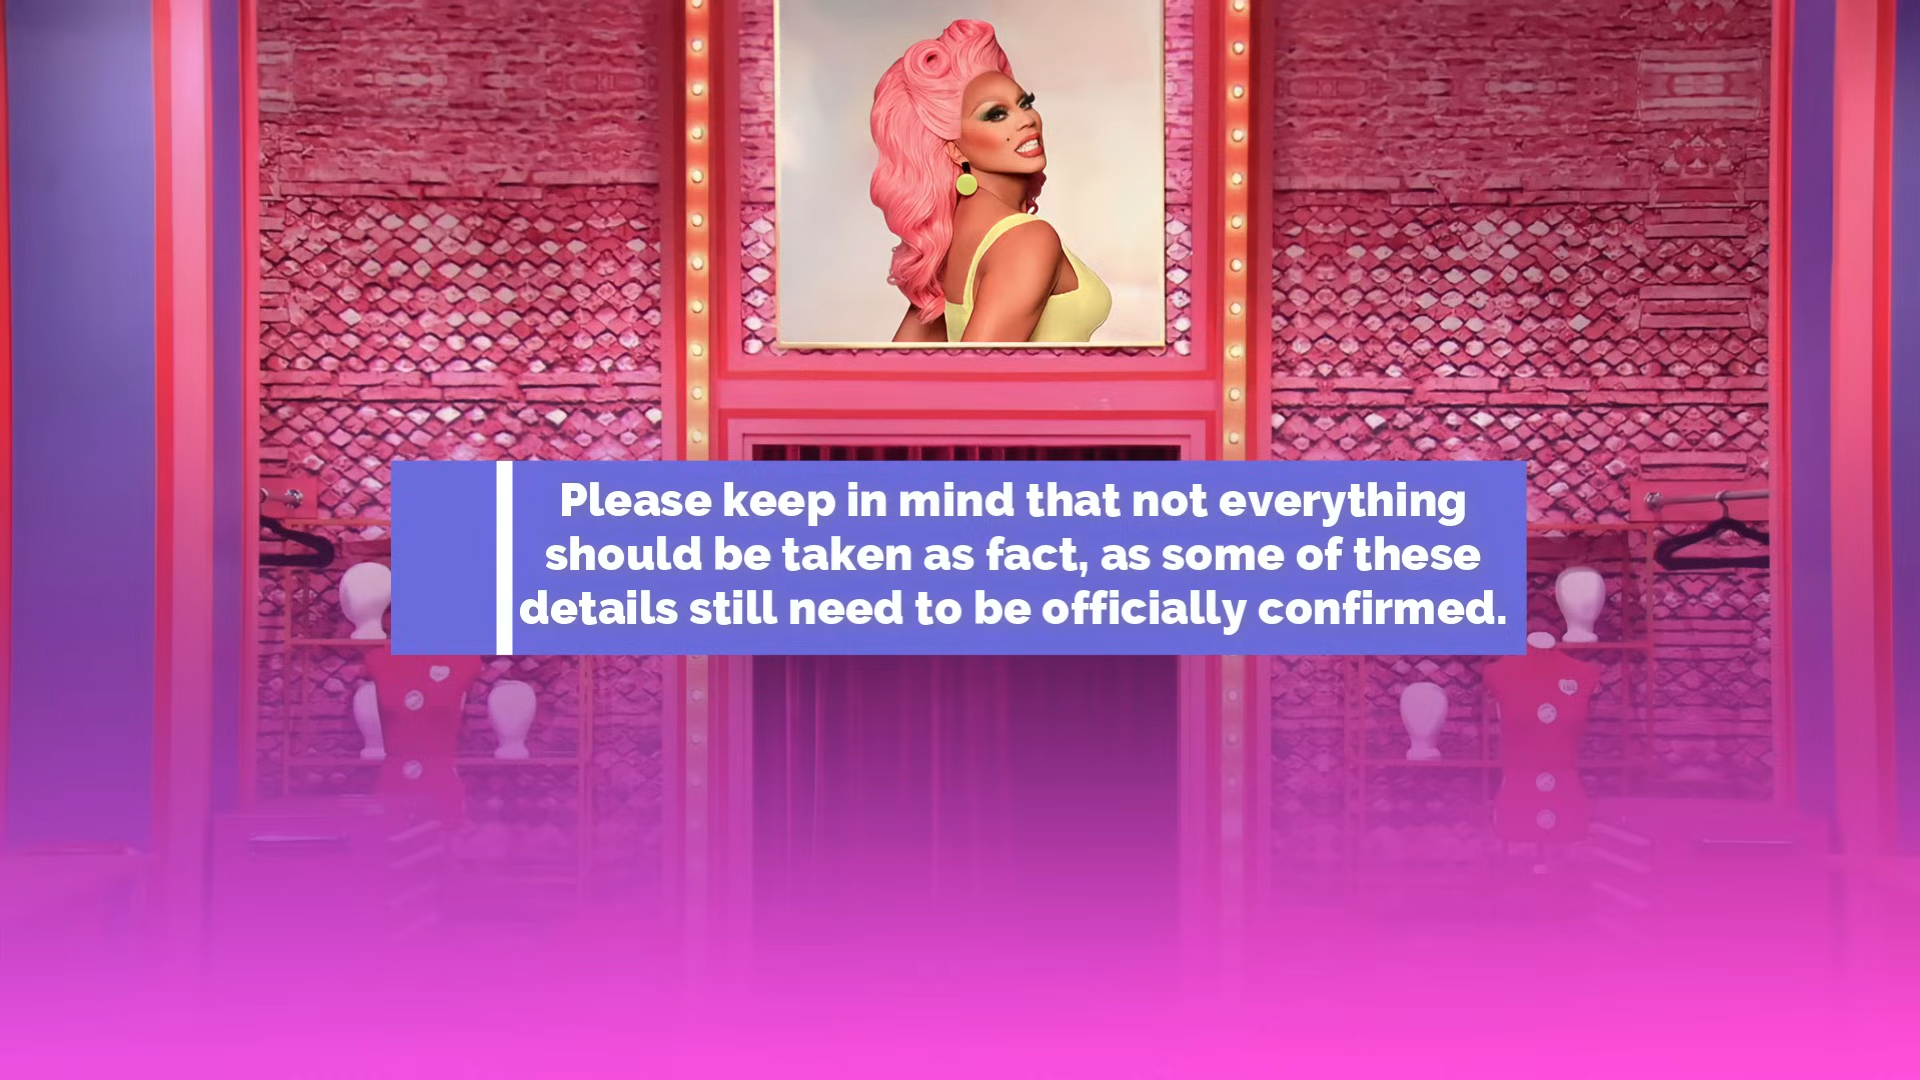 Please keep in mind that not everything
should be taken as fact, as some of these
details still need to be officially confirmed.